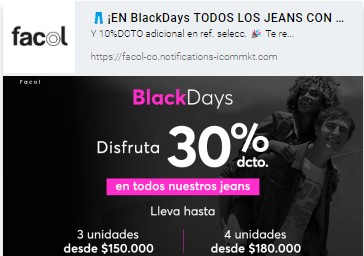 facol
👖 ¡EN BlackDays TODOS LOS JEANS CON ...
Y 10%DCTO adicional en ref. selecc. 🎉 Te re...
https://facol-co.notifications-icommkt.com
Facol
BlackDays
Disfruta 30% dcto.
en todos nuestros jeans
Lleva hasta
3 unidades
desde $150.000
4 unidades
desde $180.000